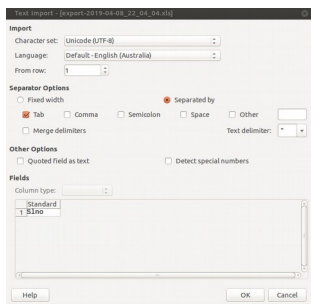 Text Import - [export-2019-04-08_22_04_04.xls]
Import
Character set: Unicode (UTF-8)
Language: Default - English (Australia)
From row: 1
Separator Options
Fixed width Separated by
Tab Comma Semicolon Space Other
Merge delimiters Text delimiter: "
Other Options
Quoted field as text Detect special numbers
Fields
Column type:
Standard
1 Slno
Help OK Cancel